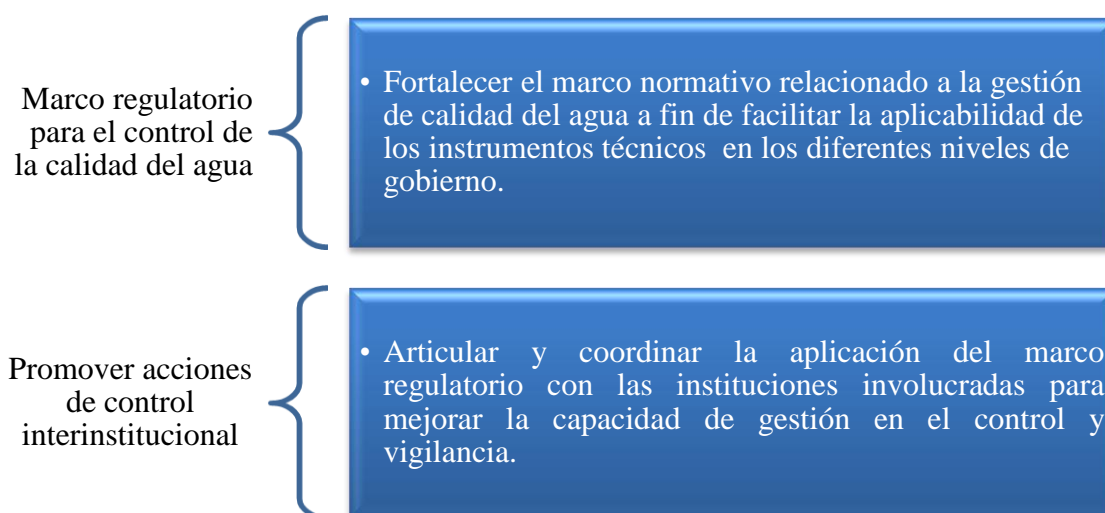 Marco regulatorio
para el control de
la calidad del agua
• Fortalecer el marco normativo relacionado a la gestión
de calidad del agua a fin de facilitar la aplicabilidad de
los instrumentos técnicos en los diferentes niveles de
gobierno.
Promover acciones
de control
interinstitucional
• Articular y coordinar la aplicación del marco
regulatorio con las instituciones involucradas para
mejorar la capacidad de gestión en el control y
vigilancia.